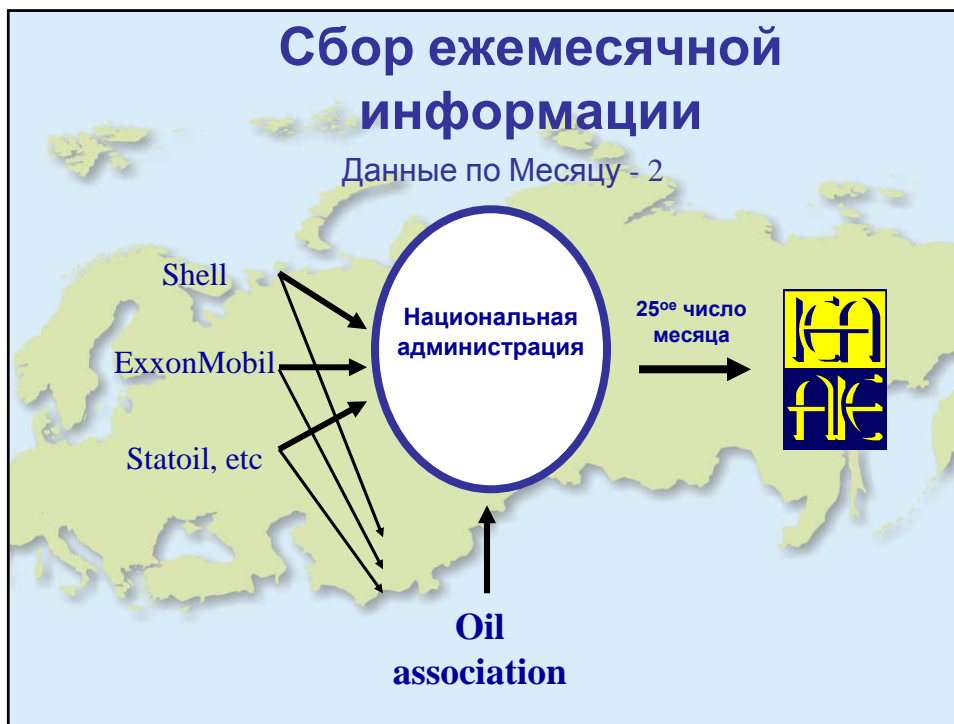 Сбор ежемесячной
информации
Данные по Месяцу - 2
Shell
ExxonMobil
Statoil, etc
Национальная
администрация
25ое число
месяца
IEA
AIE
Oil
association